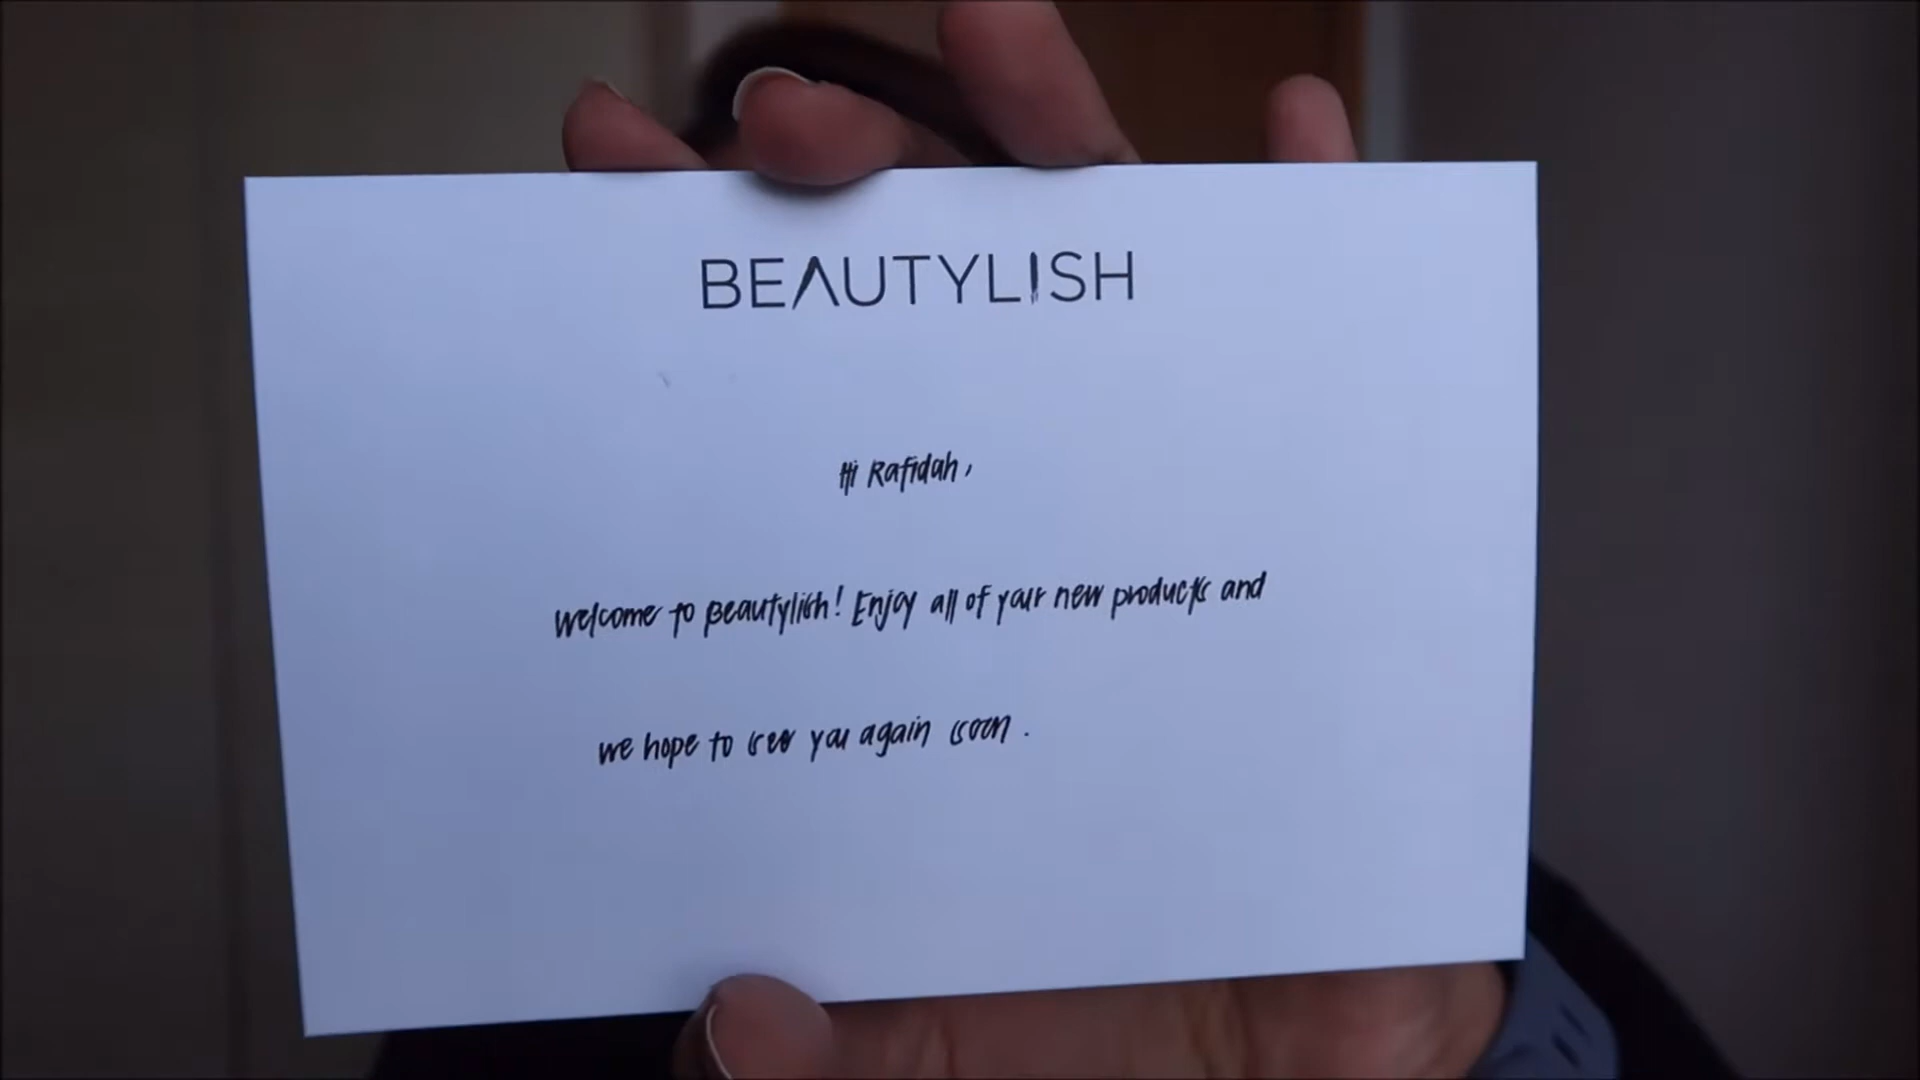 BEAUTYLISH
Hi Rafidah,
Welcome to Beautylish! Enjoy all of your new products and
we hope to see you again soon.